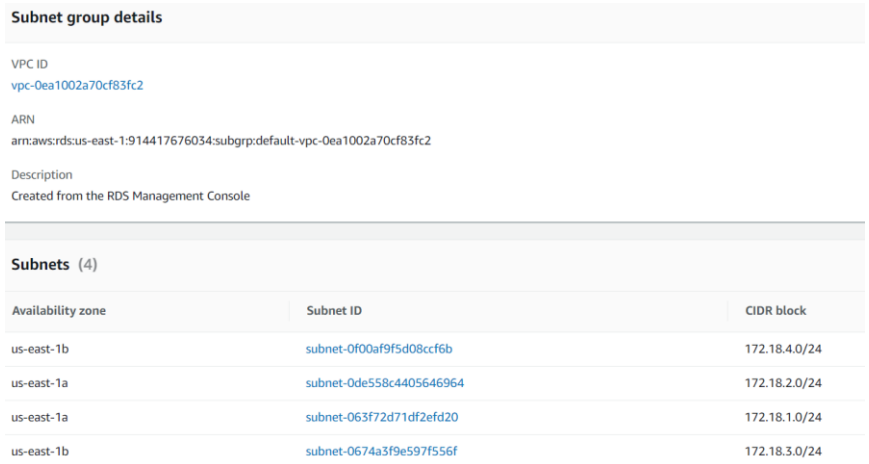 Subnet group details
VPC ID
vpc-0ea1002a70cf83fc2
ARN
arn:aws:rds:us-east-1:914417676034:subgrp:default-vpc-0ea1002a70cf83fc2
Description
Created from the RDS Management Console
Subnets (4)
Availability zone Subnet ID CIDR block
us-east-1b subnet-0f00af9f5d08ccf6b 172.18.4.0/24
us-east-1a subnet-0de558c4405646964 172.18.2.0/24
us-east-1a subnet-063f72d71df2efd20 172.18.1.0/24
us-east-1b subnet-0674a3f9e597f556f 172.18.3.0/24